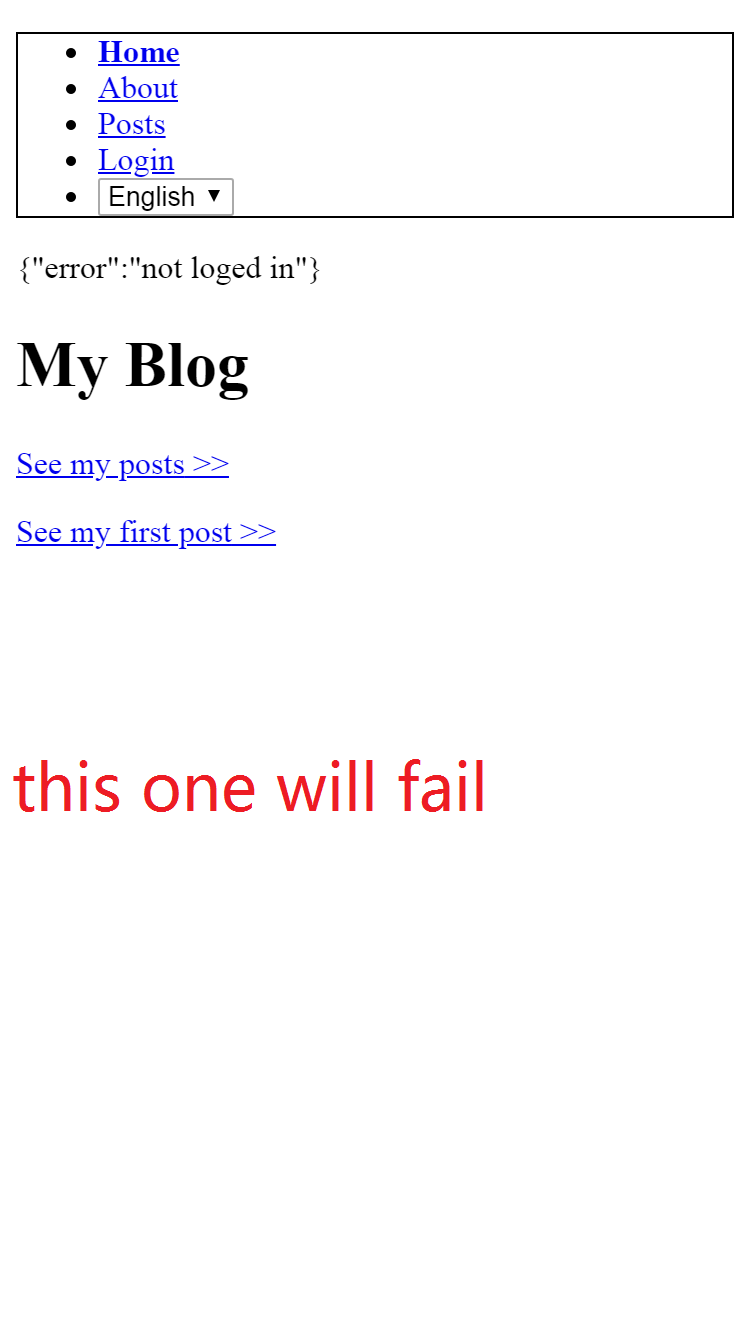 Home
About
Posts
Login
English
{"error":"not loged in"}
My Blog
See my posts >>
See my first post >>
this one will fail